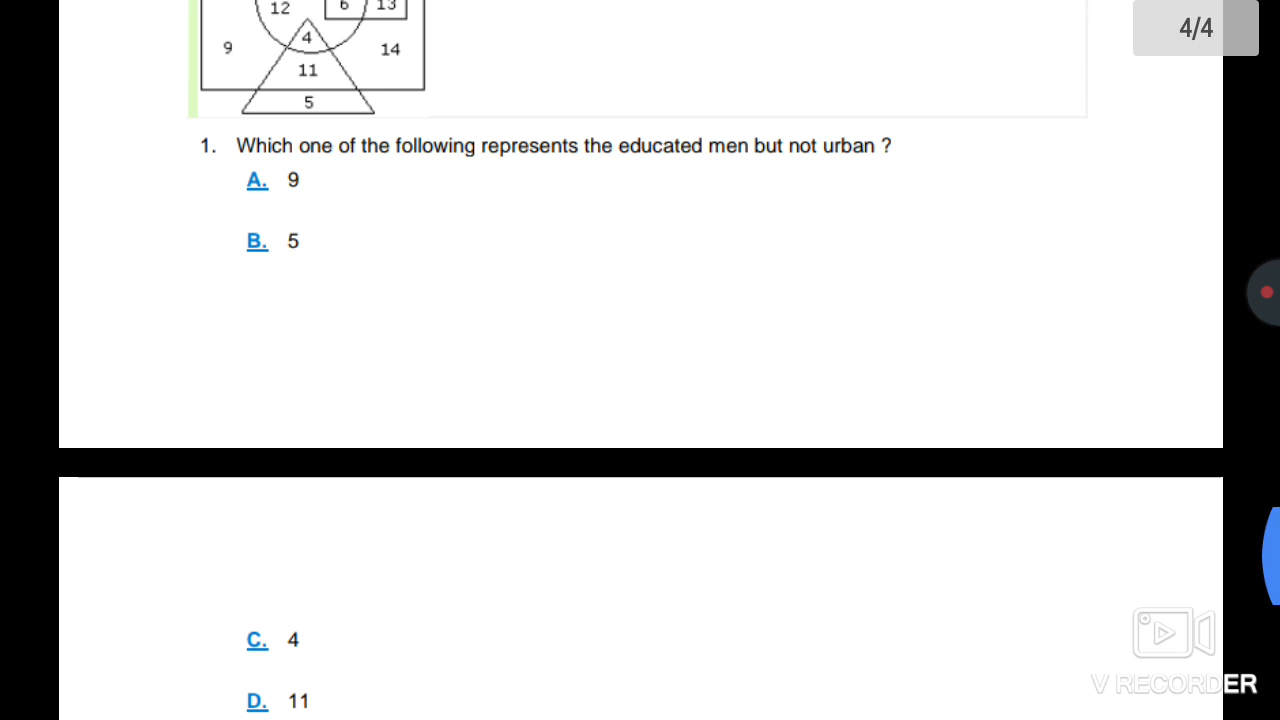 12 6 13
4/4
9 4 14
11
5
1. Which one of the following represents the educated men but not urban ?
A. 9
B. 5
C. 4
V RECORDER
D. 11